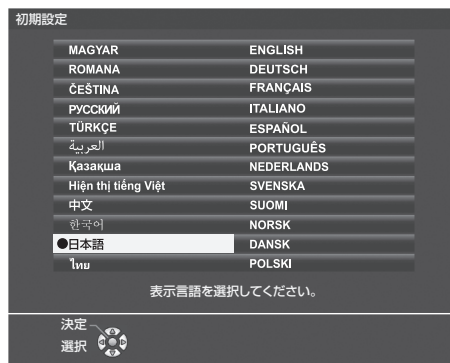 初期設定
MAGYAR ENGLISH
ROMANA DEUTSCH
ČEŠTINA FRANÇAIS
РУССКИЙ ITALIANO
TÜRKÇE ESPAÑOL
العربية PORTUGUÊS
Қазақша NEDERLANDS
Hiện thị tiếng Việt SVENSKA
中文 SUOMI
한국어 NORSK
●日本語 DANSK
ไทย POLSKI
表示言語を選択してください。
決定
選択